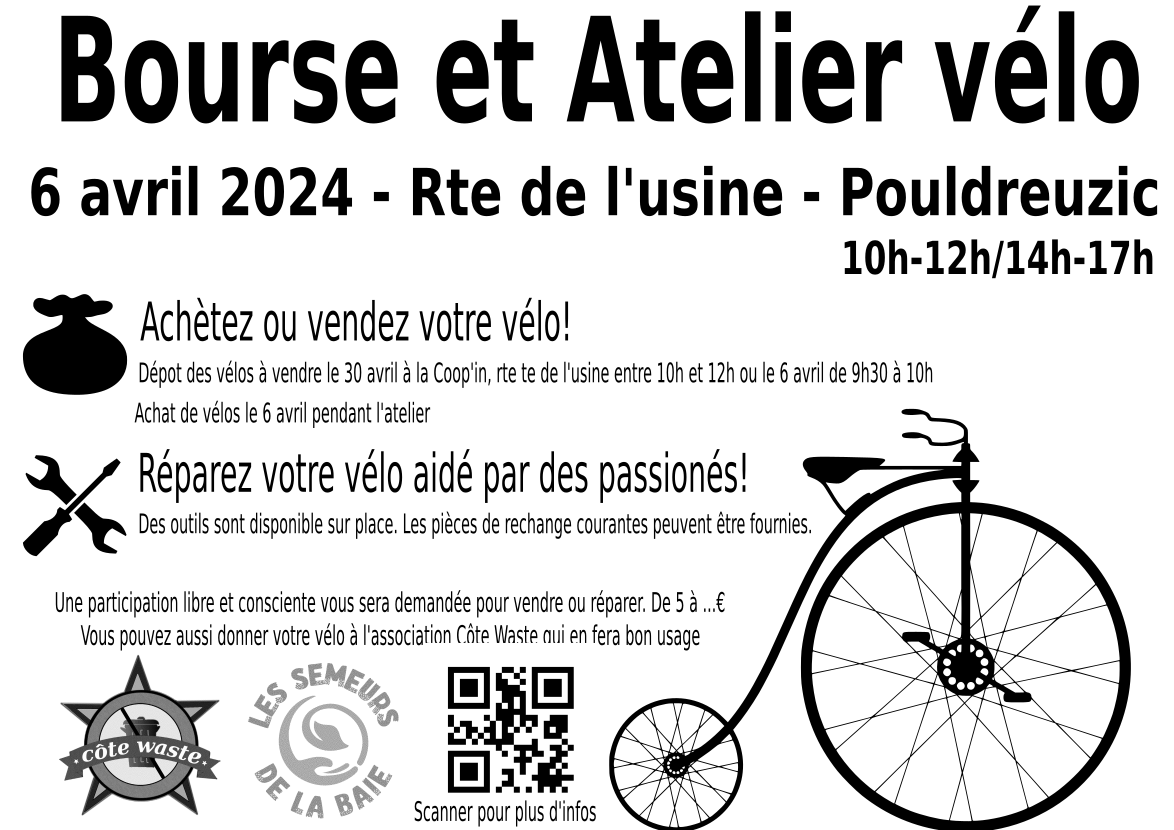 Bourse et Atelier vélo
6 avril 2024 - Rte de l'usine - Pouldreuzic
10h-12h/14h-17h
Achètez ou vendez votre vélo!
Dépot des vélos à vendre le 30 avril à la Coop'in, rte te de l'usine entre 10h et 12h ou le 6 avril de 9h30 à 10h
Achat de vélos le 6 avril pendant l'atelier
Réparez votre vélo aidé par des passionés!
Des outils sont disponible sur place. Les pièces de rechange courantes peuvent être fournies.
Une participation libre et consciente vous sera demandée pour vendre ou réparer. De 5 à ...€
Vous pouvez aussi donner votre vélo à l'association Côte Waste qui en fera bon usage
côte waste
LES SEMEURS
DE LA BAIE
Scanner pour plus d'infos